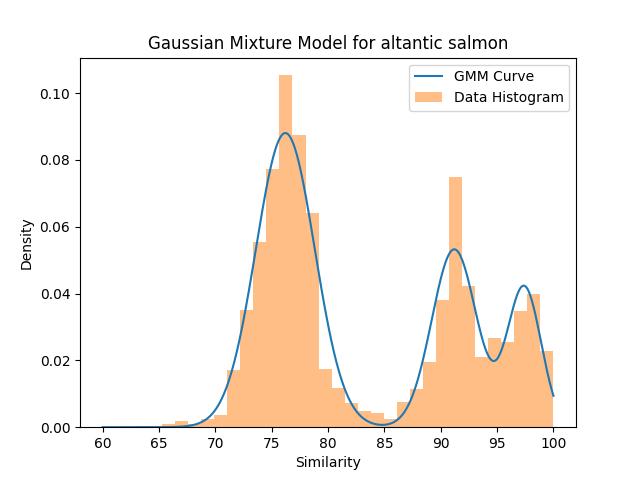 Gaussian Mixture Model for altantic salmon
GMM Curve
Data Histogram
0.10
0.08
0.06
0.04
0.02
0.00
Density
60 65 70 75 80 85 90 95 100
Similarity